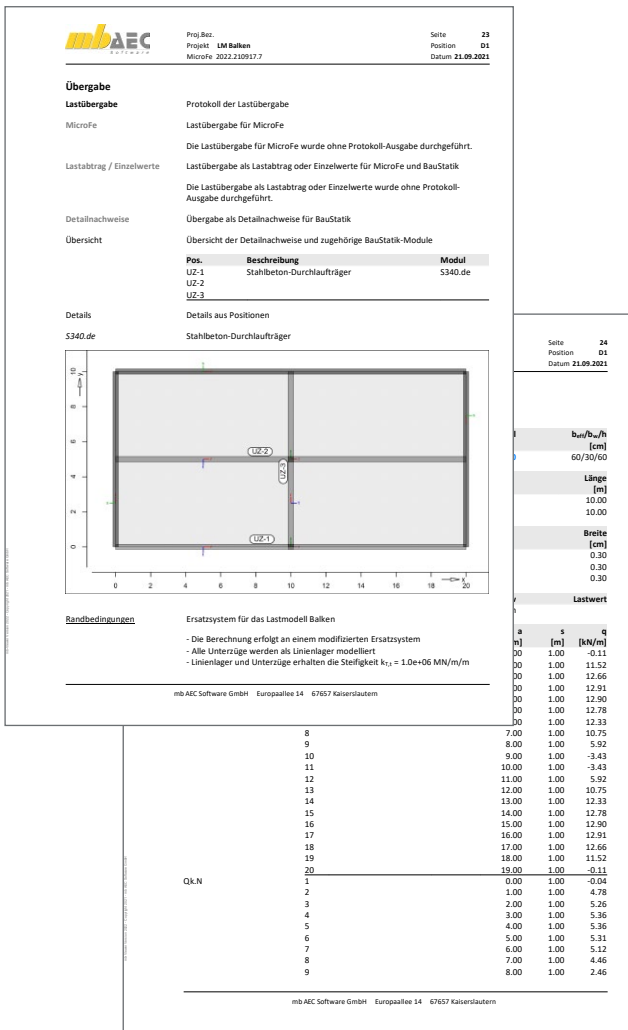 mbAEC
Software
Proj.Bez. Seite 23
Projekt LM Balken Position D1
MicroFe 2022.210917.7 Datum 21.09.2021
Übergabe
Lastübergabe Protokoll der Lastübergabe
MicroFe Lastübergabe für MicroFe
Die Lastübergabe für MicroFe wurde ohne Protokoll-Ausgabe durchgeführt.
Lastabtrag / Einzelwerte Lastübergabe als Lastabtrag oder Einzelwerte für MicroFe und BauStatik
Die Lastübergabe als Lastabtrag oder Einzelwerte wurde ohne Protokoll-
Ausgabe durchgeführt.
Detailnachweise Übergabe als Detailnachweise für BauStatik
Übersicht Übersicht der Detailnachweise und zugehörige BauStatik-Module
Pos. Beschreibung Modul
UZ-1 Stahlbeton-Durchlaufträger S340.de
UZ-2
UZ-3
Details Details aus Positionen
S340.de Stahlbeton-Durchlaufträger
10
y
8
6
UZ-2
4
UZ-3
2
UZ-1
0
0 2 4 6 8 10 12 14 16 18 20
x
Randbedingungen Ersatzsystem für das Lastmodell Balken
- Die Berechnung erfolgt an einem modifizierten Ersatzsystem
- Alle Unterzüge werden als Linienlager modelliert
- Linienlager und Unterzüge erhalten die Steifigkeit kT,t = 1.0e+06 MN/m/m
mb AEC Software GmbH Europaallee 14 67657 Kaiserslautern
Seite 24
Position D1
Datum 21.09.2021
beff/bw/h
[cm]
60/30/60
Länge
[m]
10.00
10.00
Breite
[cm]
0.30
0.30
0.30
Lastwert
a s q
[m] [kN/m]
1.00 -0.11
1.00 11.52
1.00 12.66
1.00 12.91
1.00 12.90
1.00 12.78
1.00 12.33
8 7.00 1.00 10.75
9 8.00 1.00 5.92
10 9.00 1.00 -3.43
11 10.00 1.00 -3.43
12 11.00 1.00 5.92
13 12.00 1.00 10.75
14 13.00 1.00 12.33
15 14.00 1.00 12.78
16 15.00 1.00 12.90
17 16.00 1.00 12.91
18 17.00 1.00 12.66
19 18.00 1.00 11.52
20 19.00 1.00 -0.11
Qk.N 1 0.00 1.00 -0.04
2 1.00 1.00 4.78
3 2.00 1.00 5.26
4 3.00 1.00 5.36
5 4.00 1.00 5.36
6 5.00 1.00 5.31
7 6.00 1.00 5.12
8 7.00 1.00 4.46
9 8.00 1.00 2.46
mb AEC Software GmbH Europaallee 14 67657 Kaiserslautern